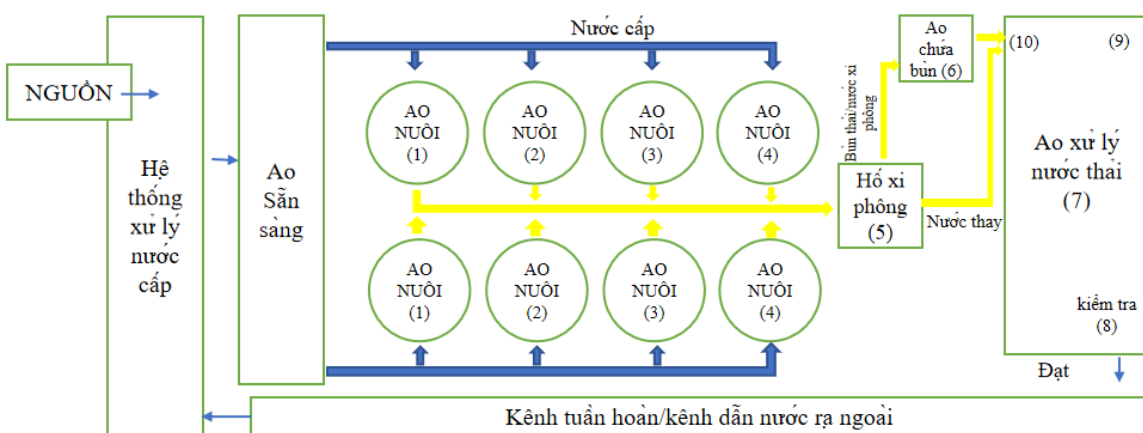 NGUỒN
Hệ
thống
xử lý
nước
cấp
Ao
Sẵn
sàng
Nước cấp
AO
NUÔI
(1)
AO
NUÔI
(2)
AO
NUÔI
(3)
AO
NUÔI
(4)
AO
NUÔI
(1)
AO
NUÔI
(2)
AO
NUÔI
(3)
AO
NUÔI
(4)
Bùn thải/nước xi
phông
Hố xi
phông
(5)
Nước thay
Ao
chứa
bùn (6)
(10)
(9)
Ao xử lý
nước thải
(7)
kiểm tra
(8)
Đạt
Kênh tuần hoàn/kênh dẫn nước rạ ngoài